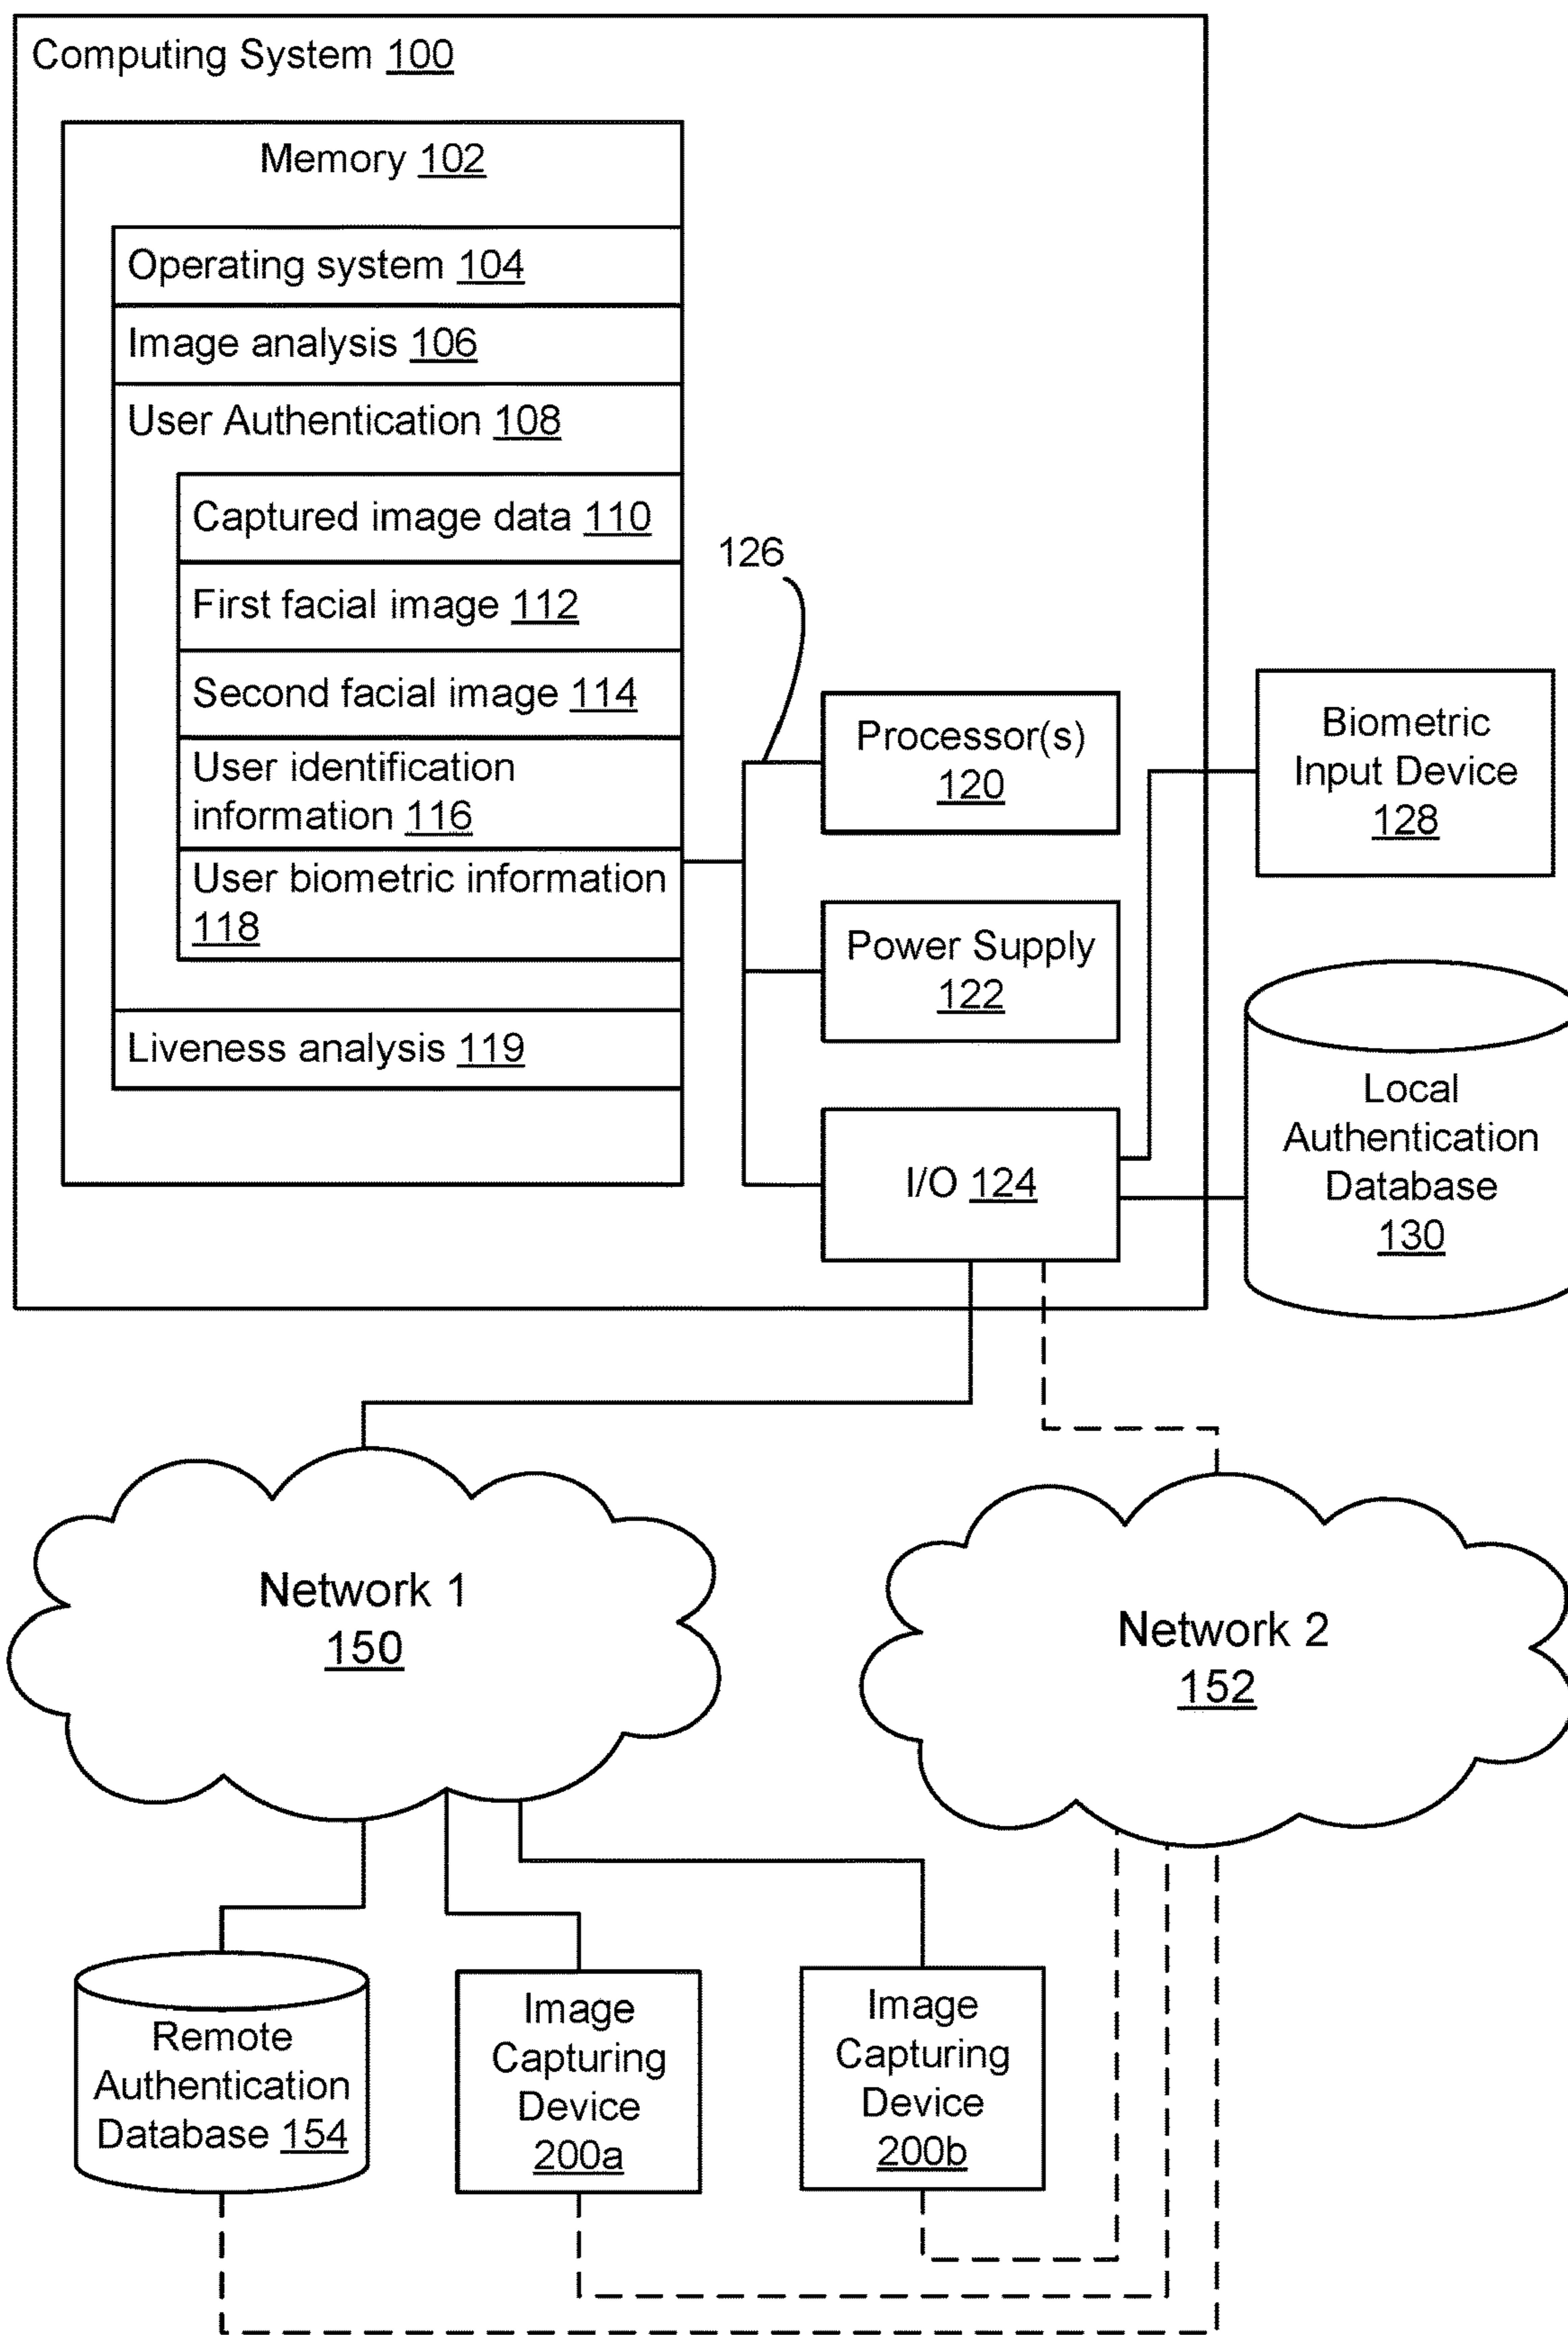 Computing System 100
Memory 102
Operating system 104
Image analysis 106
User Authentication 108
Captured image data 110
First facial image 112
Second facial image 114
User identification
information 116
User biometric information
118
Liveness analysis 119
126
Processor(s)
120
Power Supply
122
I/O 124
Biometric
Input Device
128
Local
Authentication
Database
130
Network 1
150
Network 2
152
Remote
Authentication
Database 154
Image
Capturing
Device
200a
Image
Capturing
Device
200b